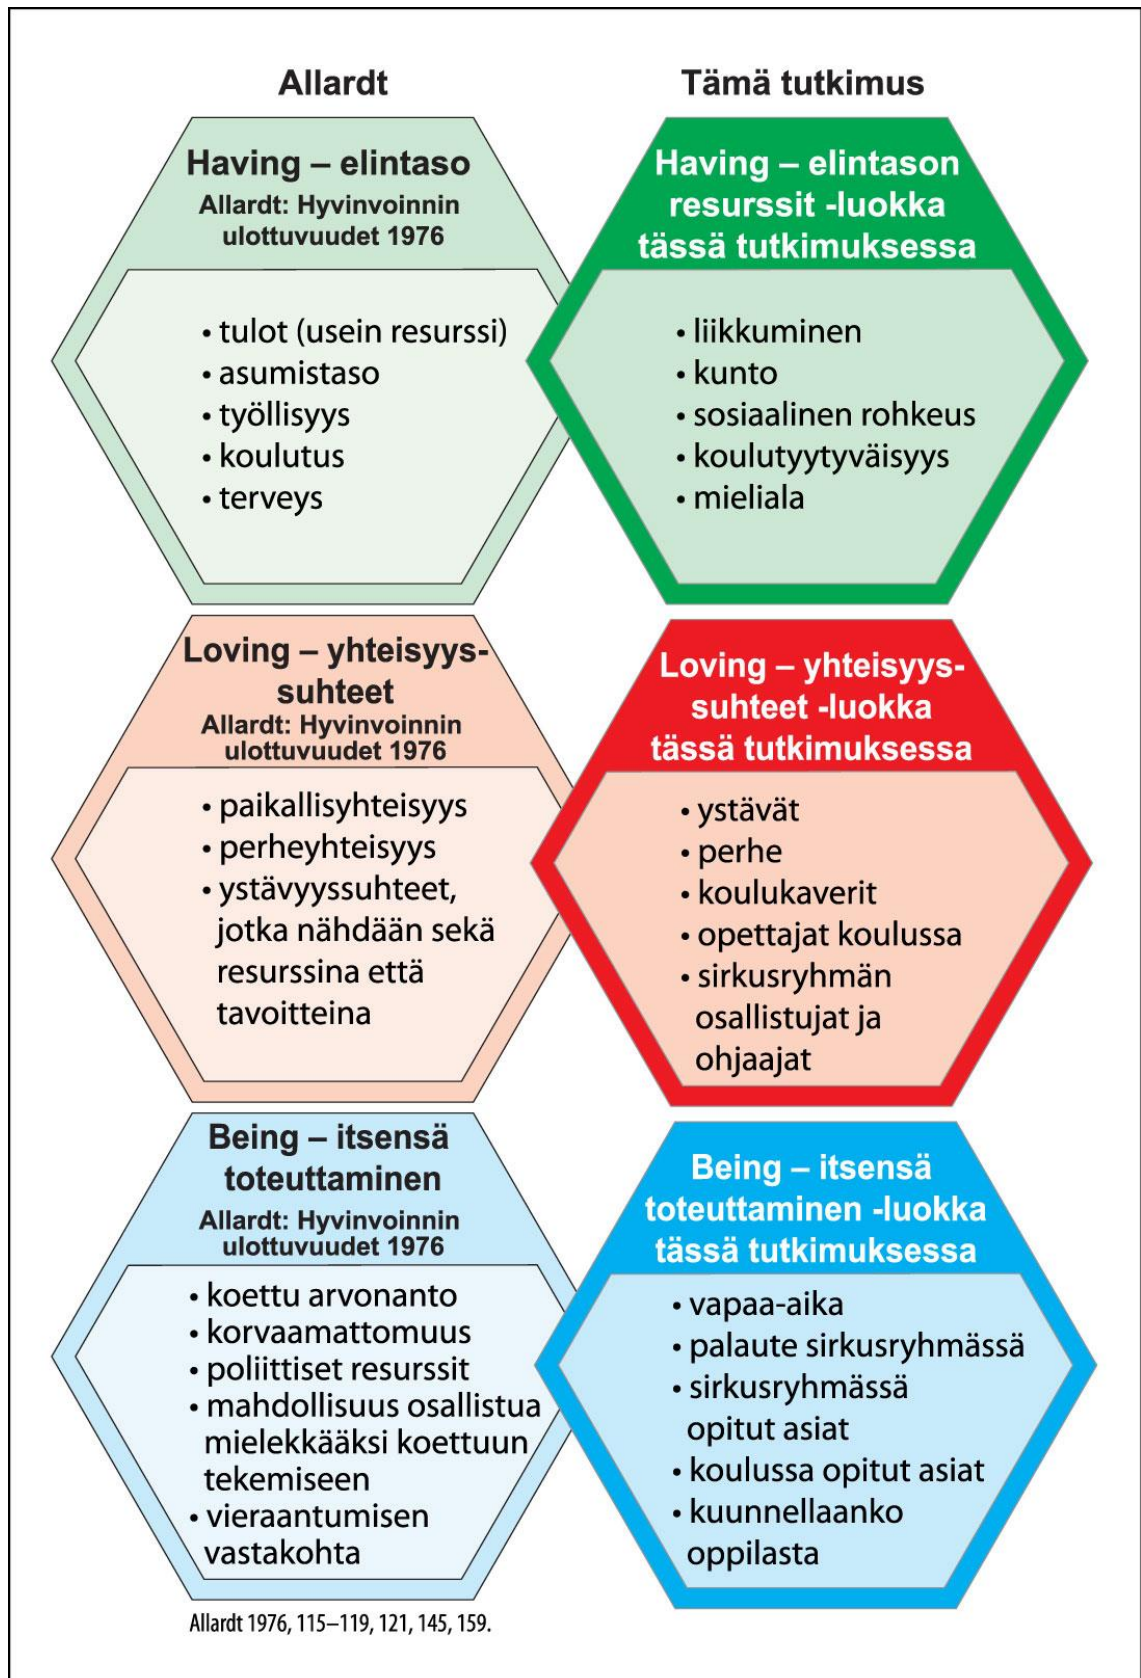 Allardt
Tämä tutkimus
Having – elintaso
Allardt: Hyvinvoinnin
ulottuvuudet 1976
• tulot (usein resurssi)
• asumistaso
• työllisyys
• koulutus
• terveys
Having – elintason
resurssit -luokka
tässä tutkimuksessa
• liikkuminen
• kunto
• sosiaalinen rohkeus
• koulutyytyväisyys
• mieliala
Loving – yhteisyys-
suhteet
Allardt: Hyvinvoinnin
ulottuvuudet 1976
• paikallisyhteisyys
• perheyhteisyys
• ystävyyssuhteet,
jotka nähdään sekä
resurssina että
tavoitteina
Loving – yhteisyys-
suhteet -luokka
tässä tutkimuksessa
• ystävät
• perhe
• koulukaverit
• opettajat koulussa
• sirkusryhmän
osallistujat ja
ohjaajat
Being – itsensä
toteuttaminen
Allardt: Hyvinvoinnin
ulottuvuudet 1976
• koettu arvonanto
• korvaamattomuus
• poliittiset resurssit
• mahdollisuus osallistua
mielekkääksi koettuun
tekemiseen
• vieraantumisen
vastakohta
Being – itsensä
toteuttaminen -luokka
tässä tutkimuksessa
• vapaa-aika
• palaute sirkusryhmässä
• sirkusryhmässä
opitut asiat
• koulussa opitut asiat
• kuunnellaanko
oppilasta
Allardt 1976, 115–119, 121, 145, 159.